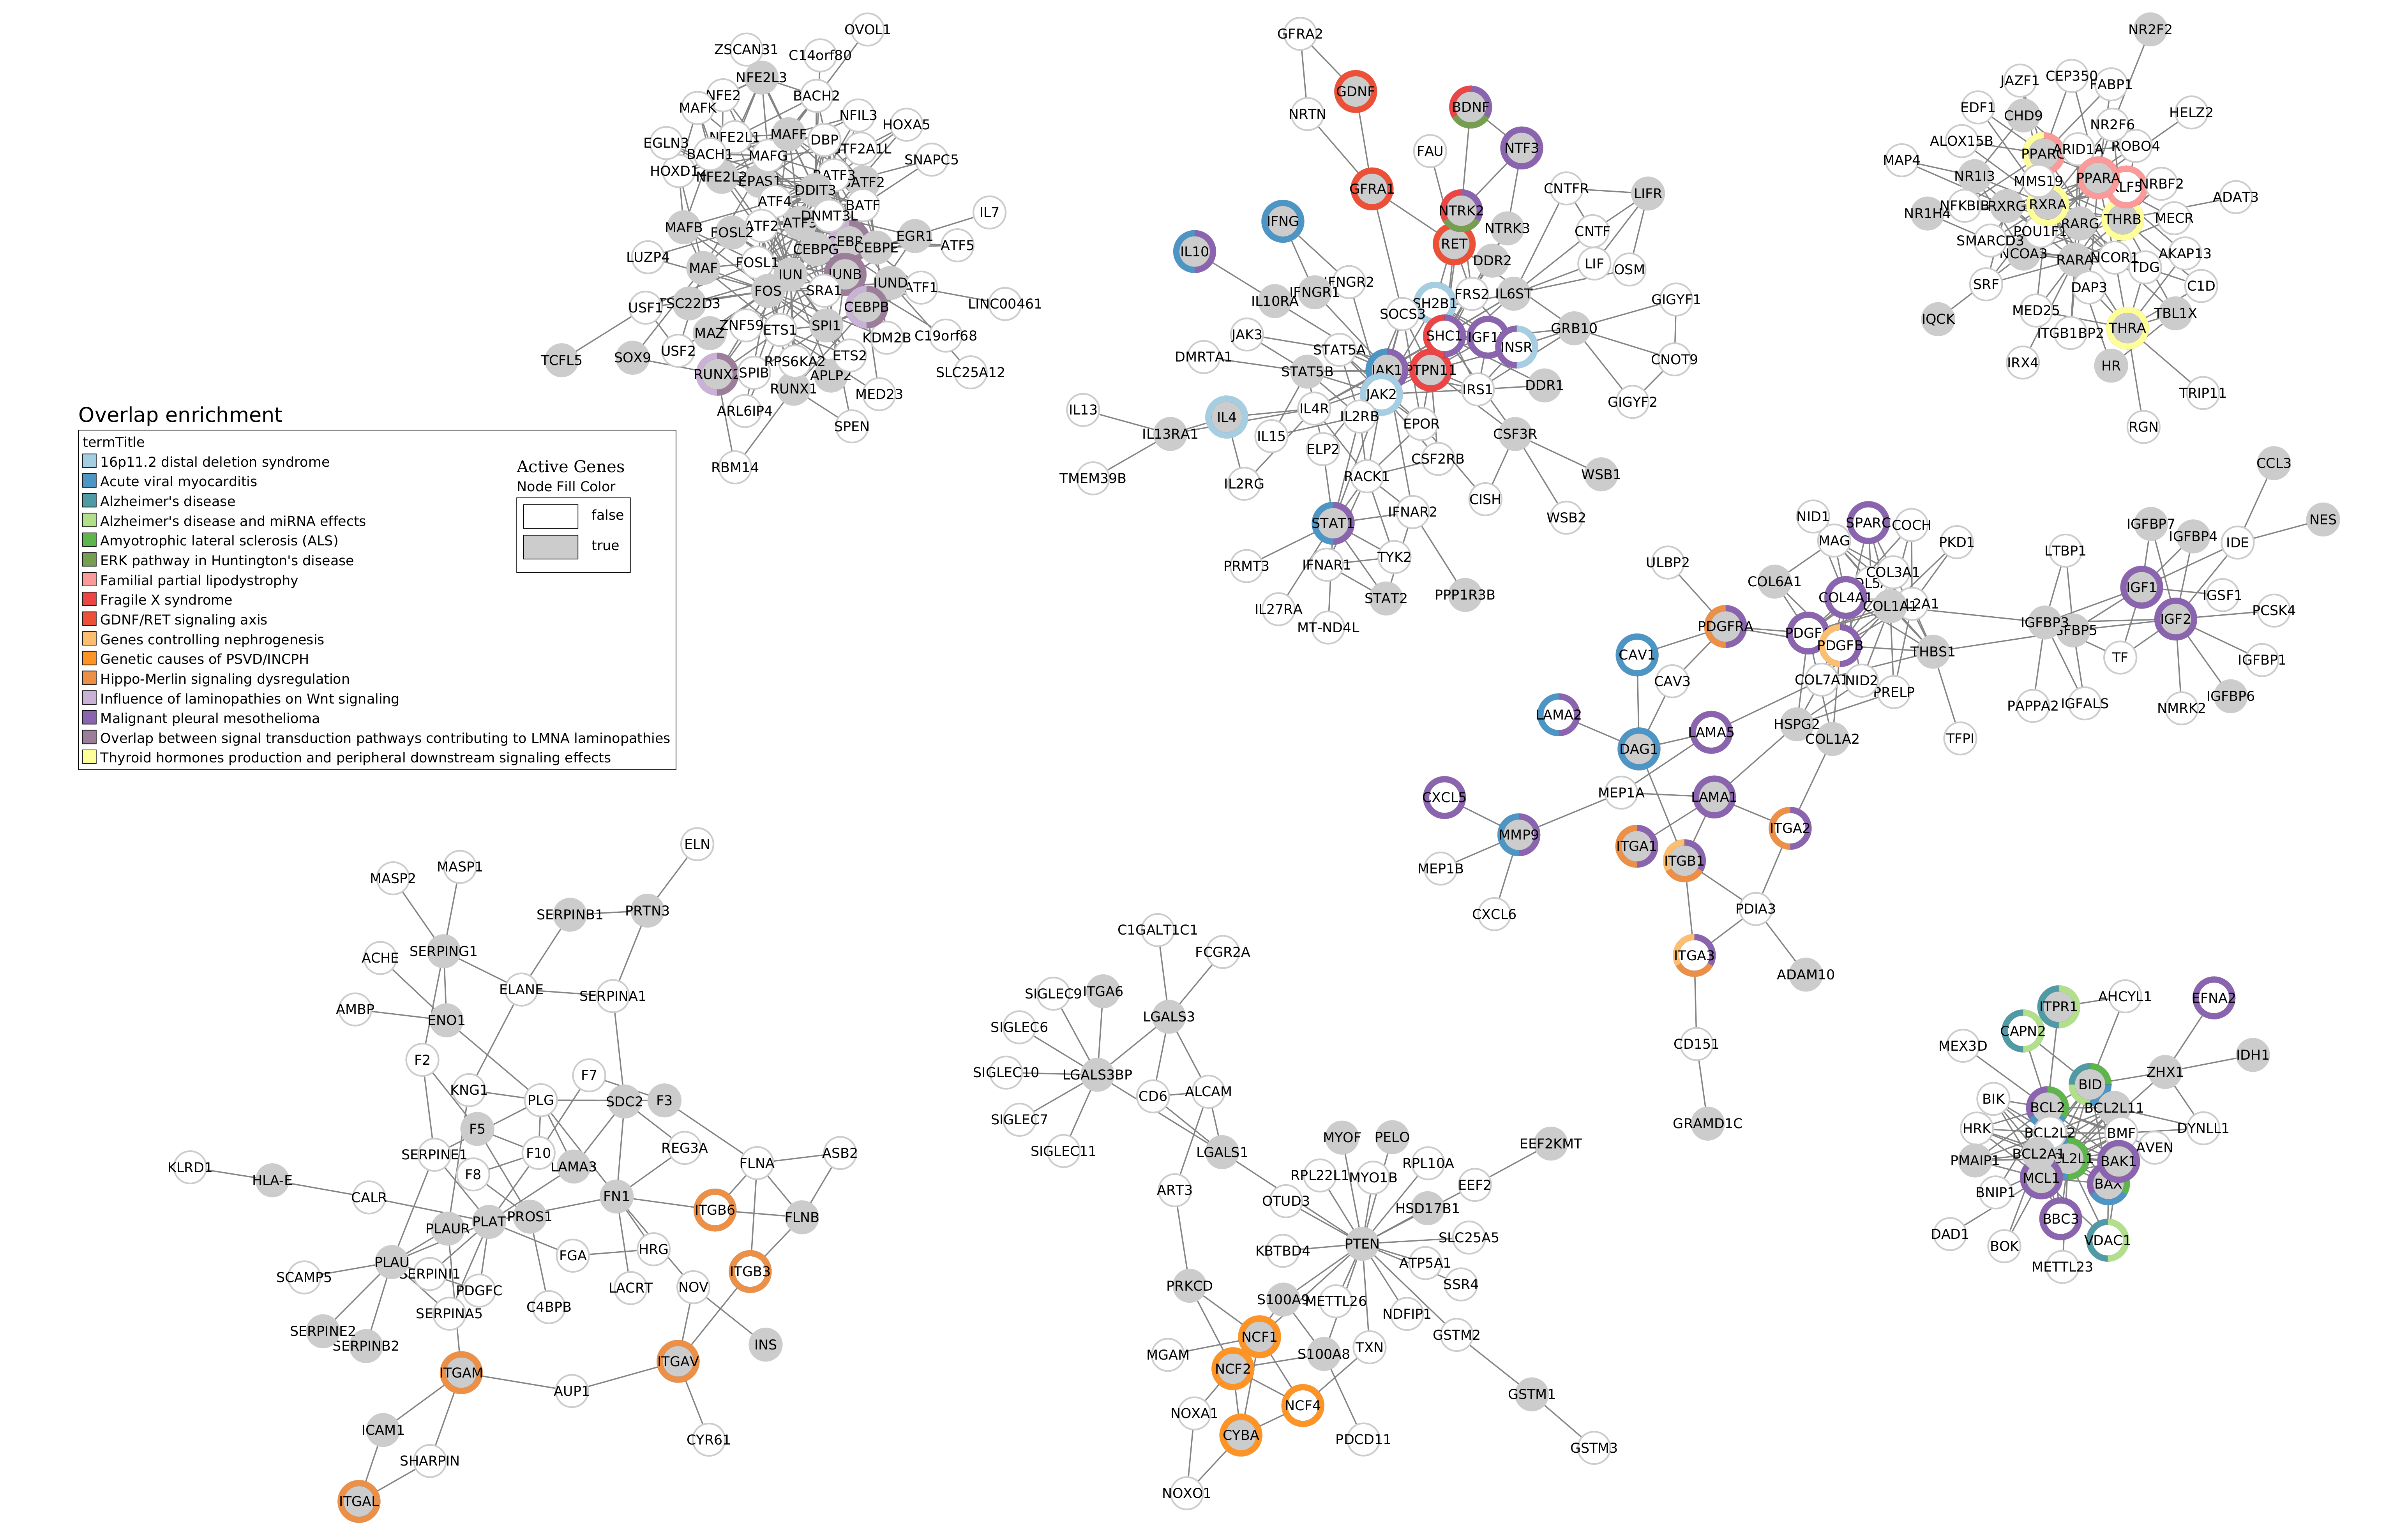 OVOL1
ZSCAN31
C14orf80
NFE2L3
NFE2
BACH2
MAFK
NFIL3
HOXA5
MAFF
NFE2L1
DBP
EGLN3
BACH1
MAFG
SNAPC5
NFE2L2
EPAS1
DDIT3
ATF4
BATF
DNMT3L
IL7
MAFB
FOSL2
CEBPG
CEBPE
EGR1
ATF5
LUZP4
MAF
FOSL1
FOS
SRA1
JUND
USF1
TSC22D3
LINC00461
CEBPB
MAZ
ETS1
SPI1
KDM2B
C19orf68
TCFL5
SOX9
USF2
ETS2
RPS6KA2
SPIB
APLP2
RUNX1
MED23
SLC25A12
ARL6IP4
SPEN
RBM14
GFRA2
GDNF
NRTN
BDNF
FAU
NTF3
GFRA1
CNTFR
LIFR
NTRK2
NTRK3
CNTF
IFNG
IL10
RET
DDR2
LIF
OSM
IFNGR2
IFNGR1
IL10RA
SH2B1
FRS2
IL6ST
GIGYF1
SOCS3
GRB10
JAK3
SHC1
IGF1
INSR
STAT5A
DMRTA1
STAT5B
JAK1
PTPN11
CNOT9
IRS1
DDR1
JAK2
GIGYF2
IL13
IL4
IL4R
IL2RB
EPOR
IL13RA1
IL15
CSF3R
ELP2
CSF2RB
TMEM39B
IL2RG
RACK1
WSB1
CISH
IFNAR2
WSB2
STAT1
PRMT3
IFNAR1
TYK2
IL27RA
STAT2
PPP1R3B
MT-ND4L
NR2F2
JAZF1
CEP350
FABP1
EDF1
CHD9
HELZ2
NR2F6
ALOX15B
ARID1A
ROBO4
MAP4
NR1I3
MMS19
PPARA
NRBF2
NR1H4
NFKBIB
RXRG
RXRA
THRB
MECR
ADAT3
RARG
POU1F1
SMARCD3
NCOA3
RARA
NCOR1
TDG
AKAP13
SRF
DAP3
C1D
IQCK
MED25
ITGB1BP2
THRA
TBL1X
IRX4
HR
TRIP11
RGN
Overlap enrichment
termTitle
16p11.2 distal deletion syndrome
Acute viral myocarditis
Alzheimer's disease
Alzheimer's disease and miRNA effects
Amyotrophic lateral sclerosis (ALS)
ERK pathway in Huntington's disease
Familial partial lipodystrophy
Fragile X syndrome
GDNF/RET signaling axis
Genes controlling nephrogenesis
Genetic causes of PSVD/INCPH
Hippo-Merlin signaling dysregulation
Influence of laminopathies on Wnt signaling
Malignant pleural mesothelioma
Overlap between signal transduction pathways contributing to LMNA laminopathies
Thyroid hormones production and peripheral downstream signaling effects
Active Genes
Node Fill Color
false
true
CCL3
NES
NID1
SPARC
COCH
MAG
PKD1
IGFBP7
IGFBP4
IDE
LTBP1
ULBP2
COL6A1
COL3A1
COL4A1
COL1A1
IGF1
IGSF1
PCSK4
PDGFRA
PDGFB
IGFBP3
IGF2
CAV1
THBS1
TF
IGFBP1
CAV3
COL7A1
NID2
PRELP
PAPPA2
IGFALS
NMRK2
IGFBP6
LAMA2
LAMA5
HSPG2
COL1A2
TFPI
DAG1
CXCL5
MEP1A
LAMA1
MMP9
ITGA2
ITGA1
ITGB1
MEP1B
CXCL6
PDIA3
ITGA3
ADAM10
CD151
GRAMD1C
ELN
MASP1
MASP2
SERPINB1
PRTN3
SERPING1
ACHE
ELANE
SERPINA1
AMBP
ENO1
F2
F7
KNG1
PLG
SDC2
F3
F5
REG3A
SERPINE1
F10
FLNA
ASB2
KLRD1
HLA-E
F8
LAMA3
CALR
FN1
ITGB6
FLNB
PLAUR
PLAT
PROS1
HRG
FGA
PLAU
ITGB3
SCAMP5
SERPINI1
PDGFC
LACRT
NOV
SERPINA5
C4BPB
SERPINE2
SERPINB2
INS
ITGAM
ITGAV
AUP1
ICAM1
CYR61
SHARPIN
ITGAL
C1GALT1C1
FCGR2A
SIGLEC9
ITGA6
SIGLEC6
LGALS3
SIGLEC10
LGALS3BP
CD6
ALCAM
SIGLEC7
SIGLEC11
LGALS1
MYOF
PELO
EEF2KMT
RPL22L1
MYO1B
RPL10A
ART3
OTUD3
EEF2
HSD17B1
KBTBD4
PTEN
SLC25A5
ATP5A1
SSR4
PRKCD
S100A9
METTL26
NDFIP1
NCF1
GSTM2
MGAM
S100A8
TXN
NCF2
GSTM1
NOXA1
NCF4
CYBA
PDCD11
GSTM3
NOXO1
ITPR1
AHCYL1
EFNA2
CAPN2
MEX3D
IDH1
ZHX1
BID
BIK
BCL2
BCL2L11
HRK
BCL2L2
BMF
DYNLL1
AVEN
PMAIP1
BCL2A1
BAK1
MCL1
BAX
BNIP1
BBC3
DAD1
BOK
VDAC1
METTL23